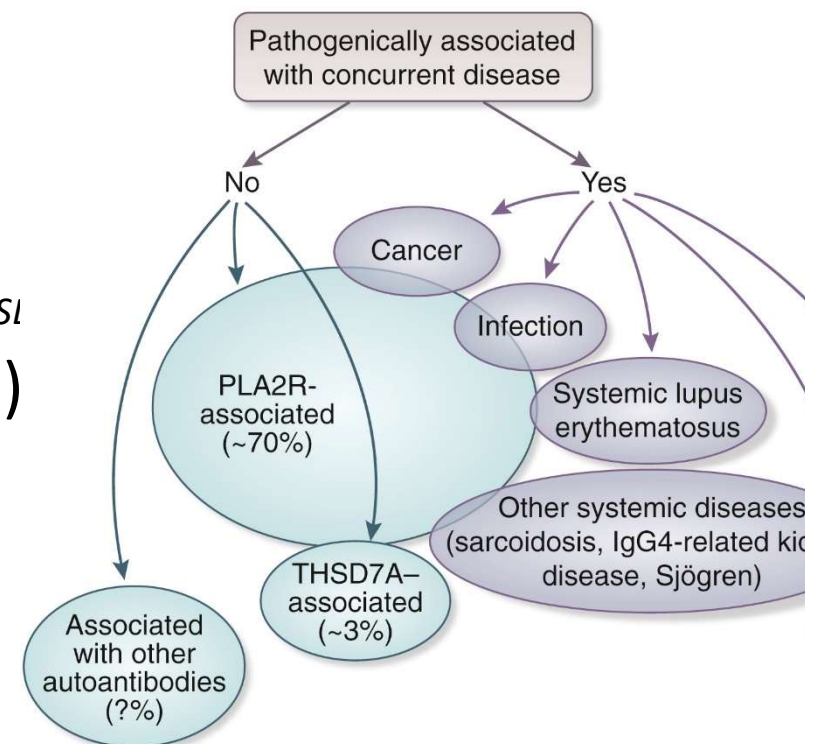 Pathogenically associated
with concurrent disease
No
Yes
Cancer
Infection
)
PLA2R-
associated
(~70%)
Systemic lupus
erythematosus
Other systemic diseases
(sarcoidosis, IgG4-related
disease, Sjögren)
THSD7A–
associated
(~3%)
Associated
with other
autoantibodies
(?%)